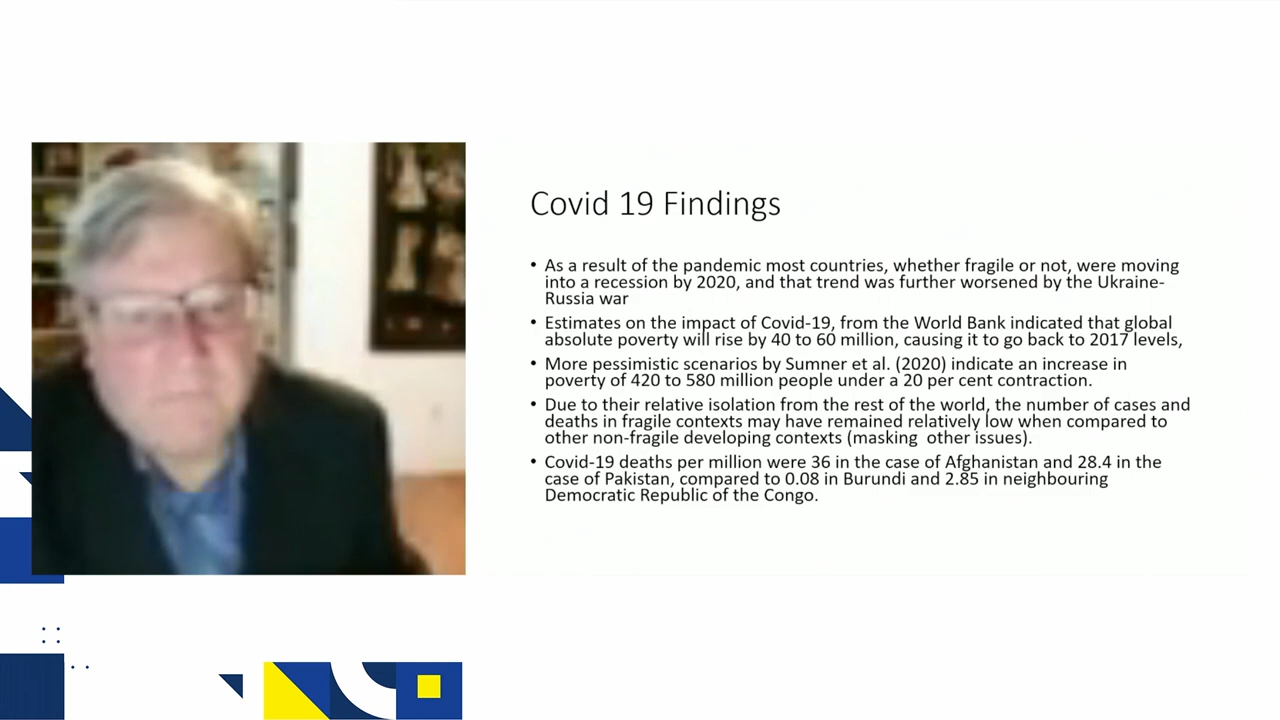 Covid 19 Findings
• As a result of the pandemic most countries, whether fragile or not, were moving
into a recession by 2020, and that trend was further worsened by the Ukraine-
Russia war
• Estimates on the impact of Covid-19, from the World Bank indicated that global
absolute poverty will rise by 40 to 60 million, causing it to go back to 2017 levels,
• More pessimistic scenarios by Sumner et al. (2020) indicate an increase in
poverty of 420 to 580 million people under a 20 per cent contraction.
• Due to their relative isolation from the rest of the world, the number of cases and
deaths in fragile contexts may have remained relatively low when compared to
other non-fragile developing contexts (masking  other issues).
• Covid-19 deaths per million were 36 in the case of Afghanistan and 28.4 in the
case of Pakistan, compared to 0.08 in Burundi and 2.85 in neighbouring
Democratic Republic of the Congo.